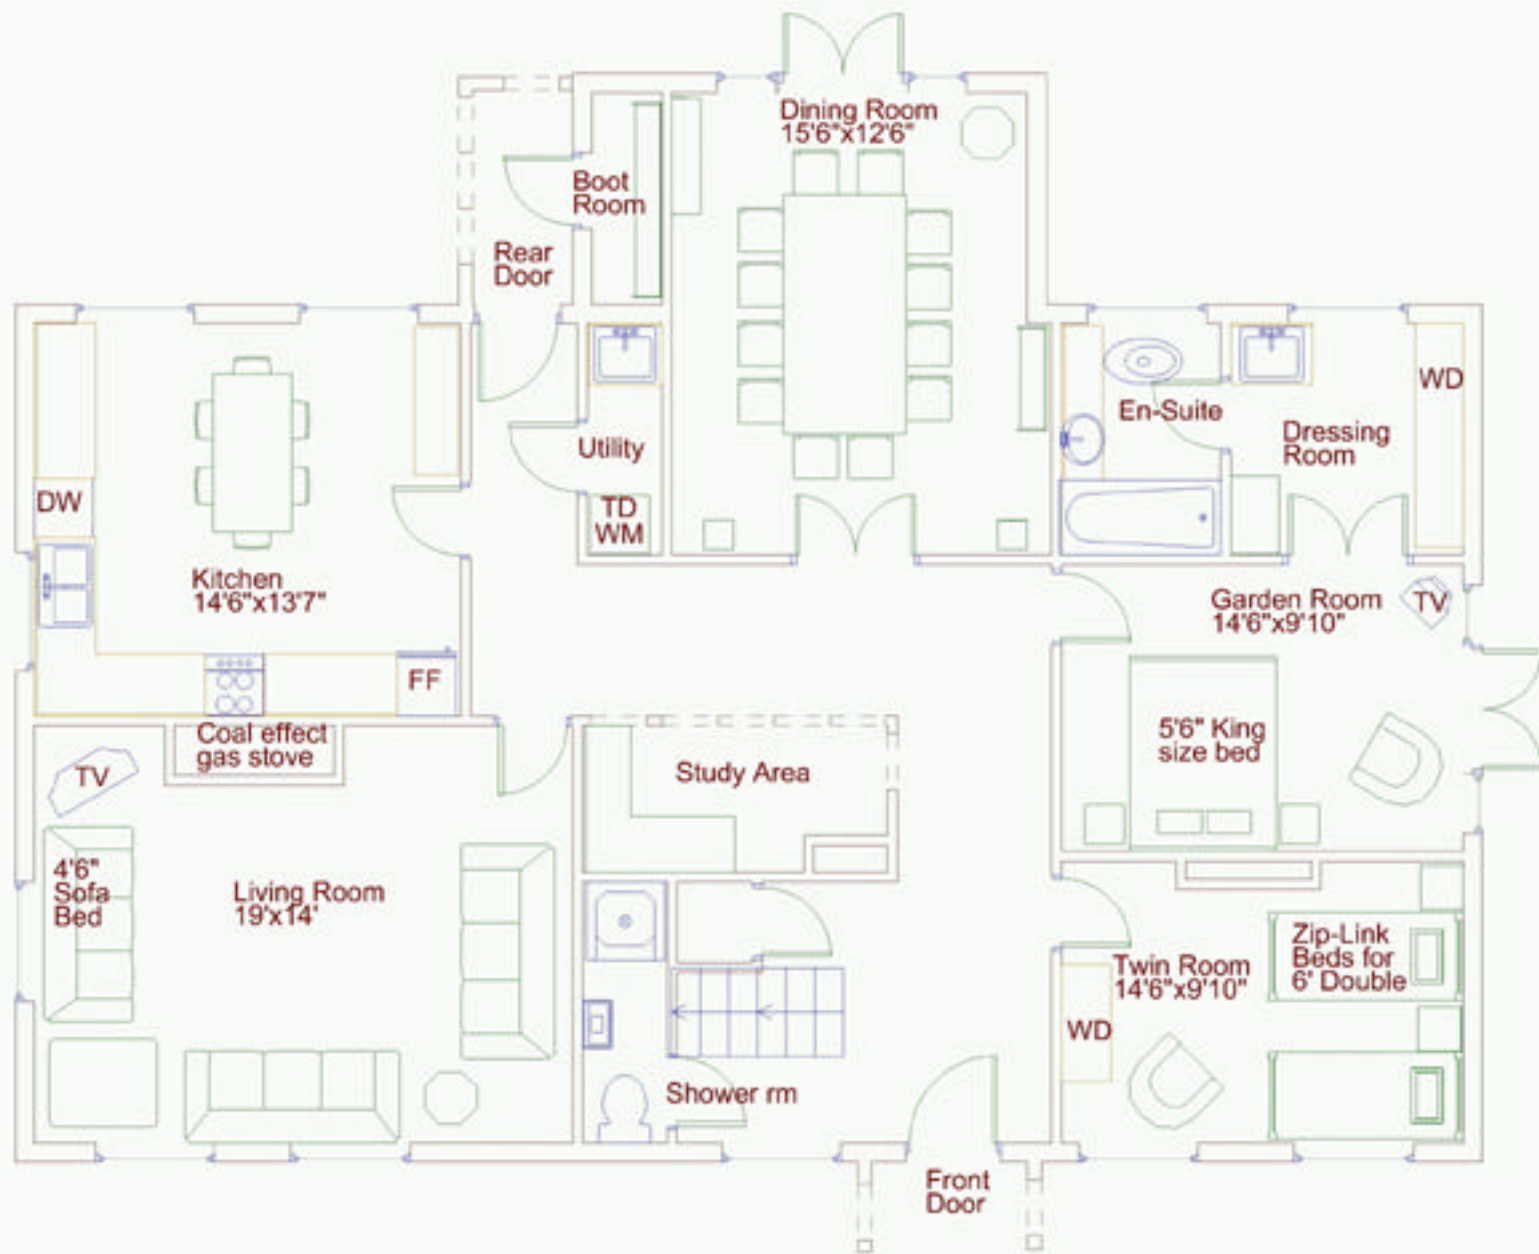 Dining Room
15'6"x12'6"
Boot
Room
Rear
Door
WD
En-Suite
Dressing
Room
Utility
DW
TD
WM
Kitchen
14'6"x13'7"
Garden Room
14'6"x9'10"
TV
FF
Coal effect
gas stove
5'6" King
size bed
TV
Study Area
4'6"
Sofa
Bed
Living Room
19'x14'
Zip-Link
Beds for
6' Double
Twin Room
14'6"x9'10"
WD
Shower rm
Front
Door